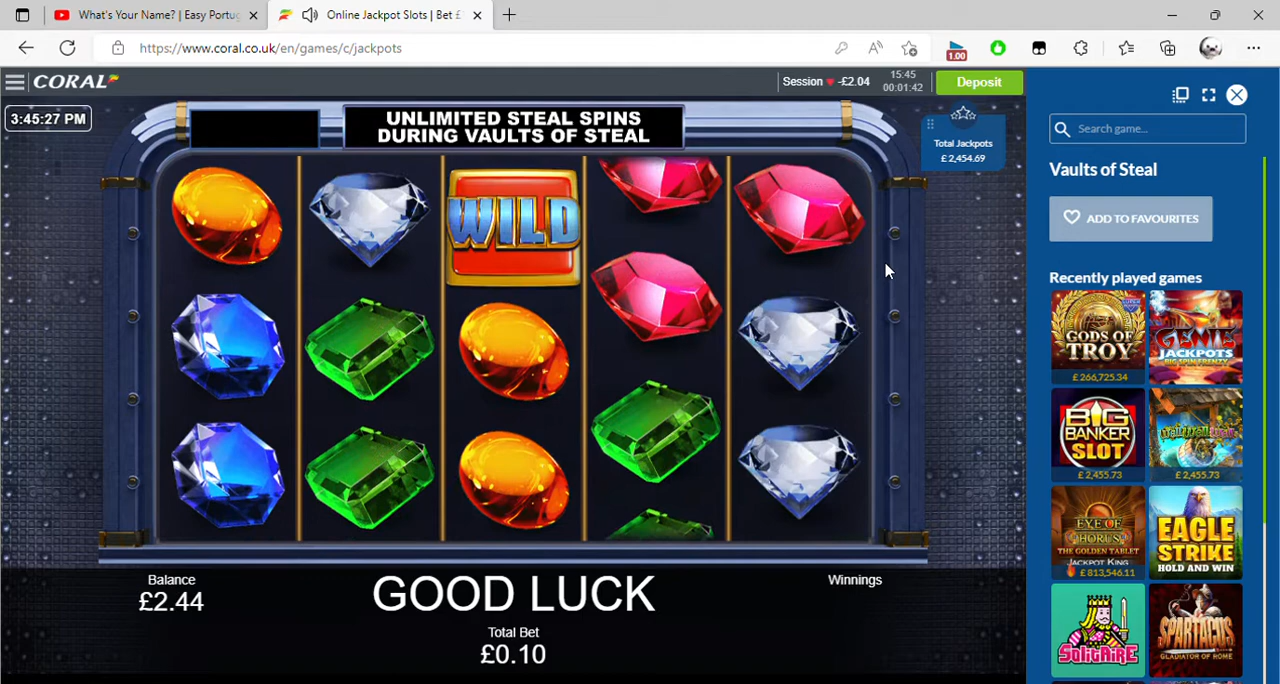 What's Your Name? | Easy Portug
Online Jackpot Slots | Bet £
https://www.coral.co.uk/en/games/c/jackpots
1.00
CORAL
Session -£2.04
15:45
00:01:42
Deposit
3:45:27 PM
UNLIMITED STEAL SPINS
DURING VAULTS OF STEAL
Total Jackpots
£ 2,454.69
WILD
Balance
£2.44
GOOD LUCK
Total Bet
£0.10
Winnings
Search game...
Vaults of Steal
ADD TO FAVOURITES
Recently played games
GODS OF
TROY
£ 266,725.34
GENIE
JACKPOTS
BIG SPIN FRENZY
BIG
BANKER
SLOT
£ 2,455.73
£ 2,455.73
EYE OF
HORUS
THE GOLDEN TABLET
JACKPOT KING
£ 813,546.11
EAGLE
STRIKE
HOLD AND WIN
SOLITAIRE
SPARTACUS
GLADIATOR OF ROME